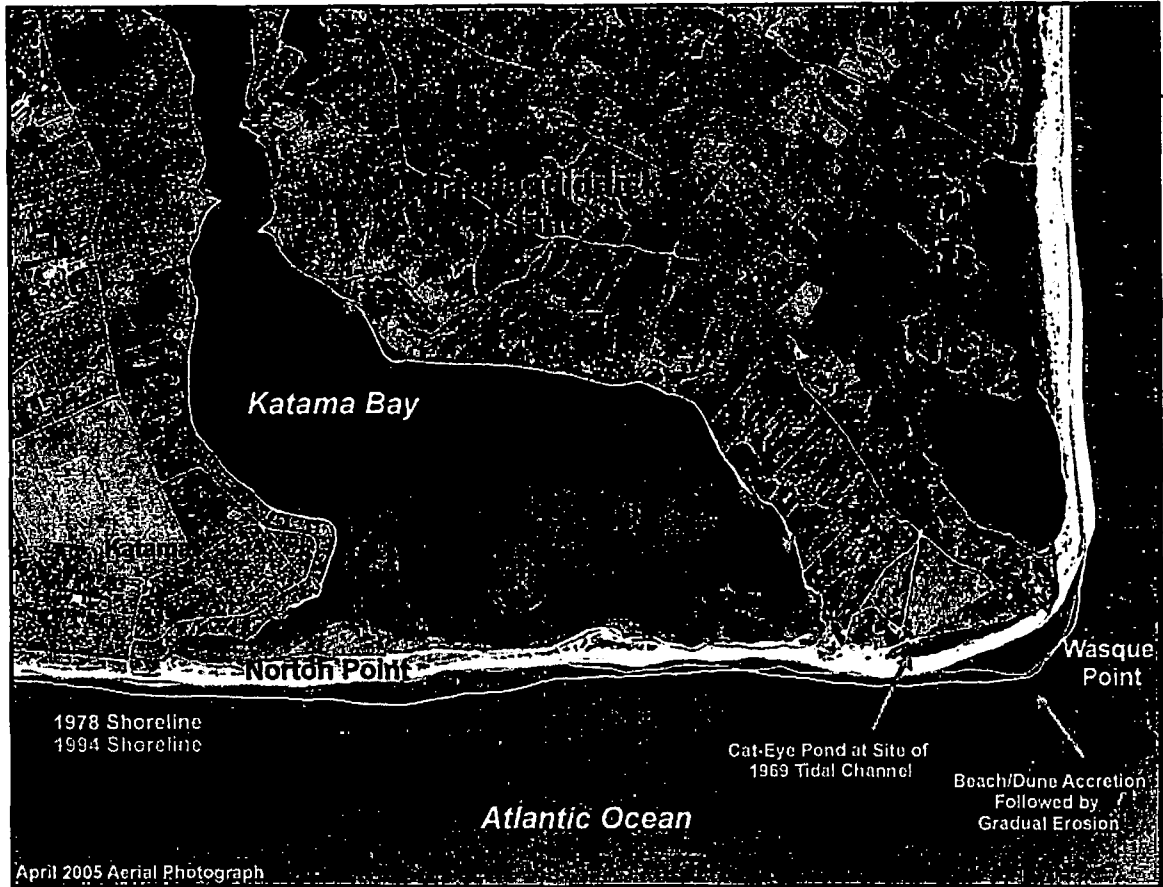 Katama Bay
Katama
Norton Point
Wasque
Point
1978 Shoreline
1994 Shoreline
Cat-Eye Pond at Site of
1969 Tidal Channel
Beach/Dune Accretion
Followed by
Gradual Erosion
Atlantic Ocean
April 2005 Aerial Photograph